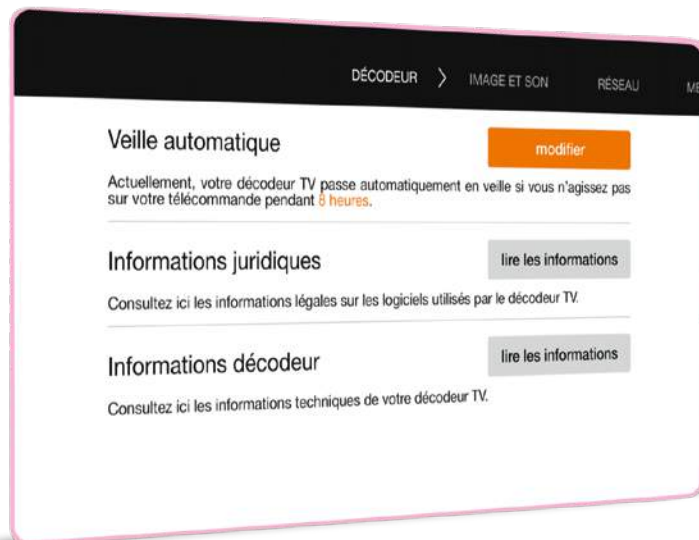 DÉCODEUR > IMAGE ET SON RÉSEAU
Veille automatique
modifier
Actuellement, votre décodeur TV passe automatiquement en veille si vous n'agissez pas
sur votre télécommande pendant 8 heures.
Informations juridiques
lire les informations
Consultez ici les informations légales sur les logiciels utilisés par le décodeur TV.
Informations décodeur
lire les informations
Consultez ici les informations techniques de votre décodeur TV.